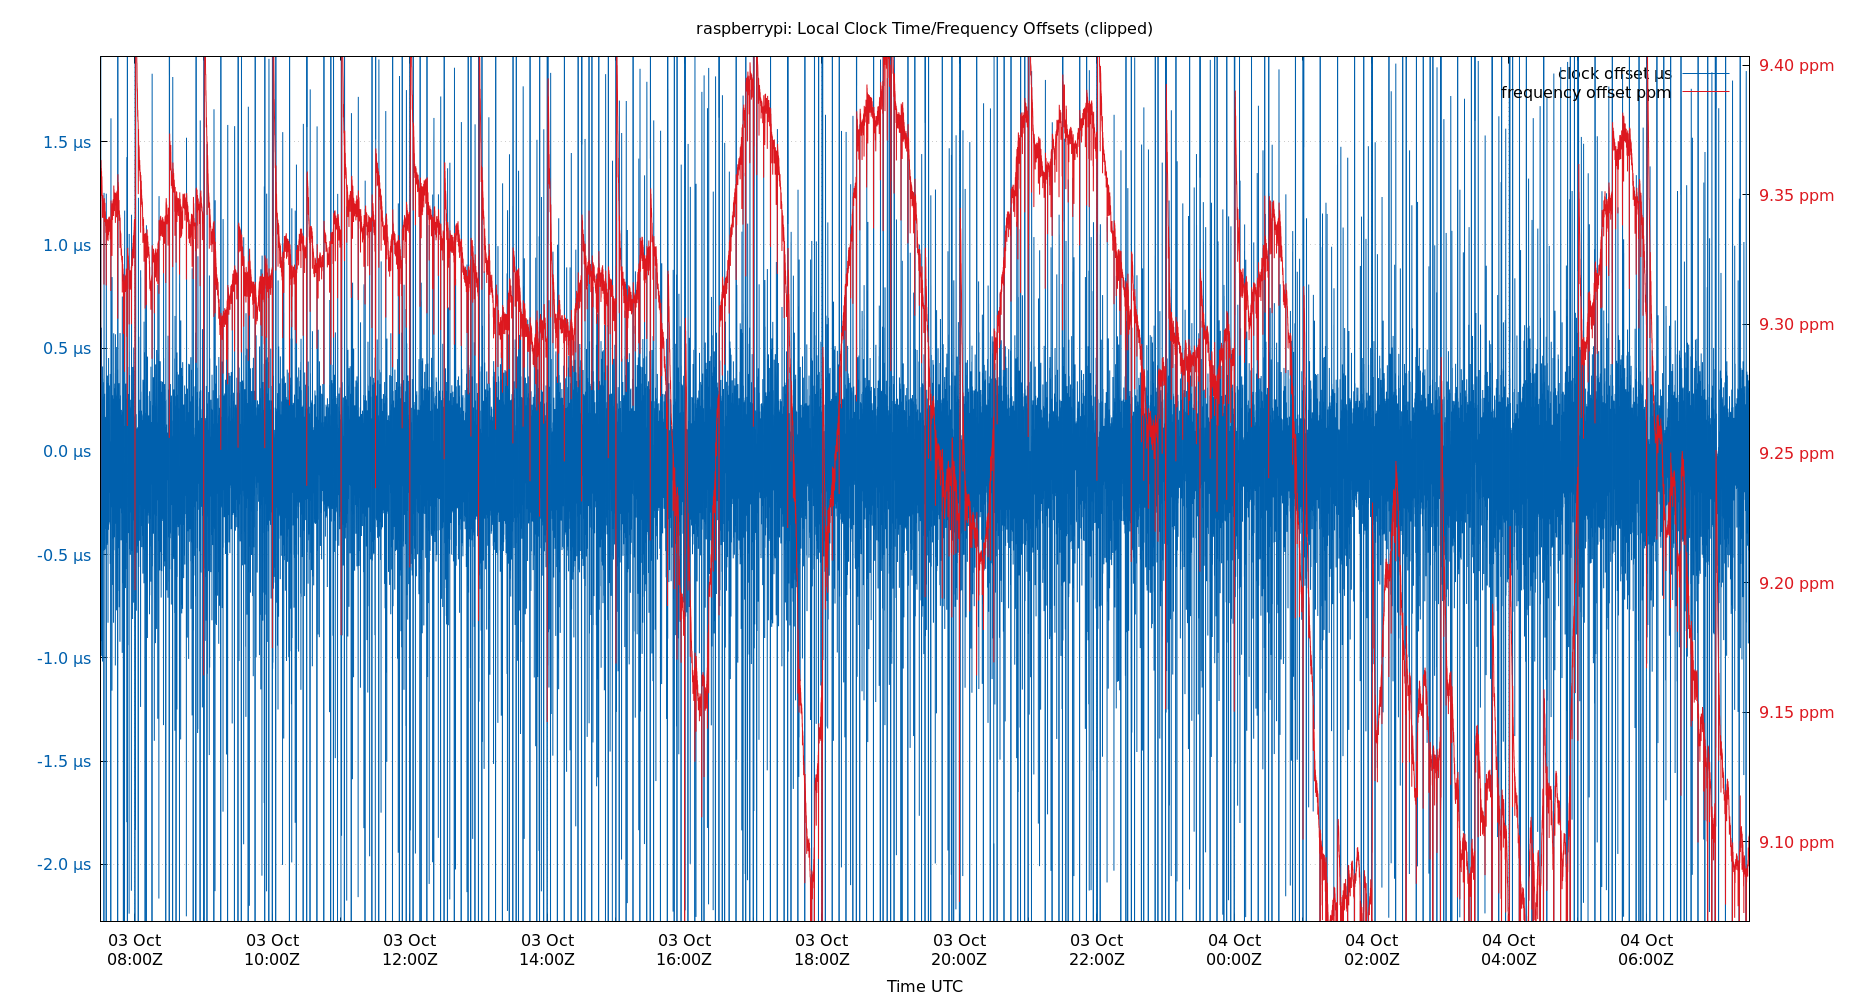 raspberrypi: Local Clock Time/Frequency Offsets (clipped)
clock offset µs
frequency offset ppm
1.5 µs
1.0 µs
0.5 µs
0.0 µs
-0.5 µs
-1.0 µs
-1.5 µs
-2.0 µs
9.40 ppm
9.35 ppm
9.30 ppm
9.25 ppm
9.20 ppm
9.15 ppm
9.10 ppm
03 Oct 03 Oct 03 Oct 03 Oct 03 Oct 03 Oct 03 Oct 03 Oct 04 Oct 04 Oct 04 Oct 04 Oct
08:00Z 10:00Z 12:00Z 14:00Z 16:00Z 18:00Z 20:00Z 22:00Z 00:00Z 02:00Z 04:00Z 06:00Z
Time UTC